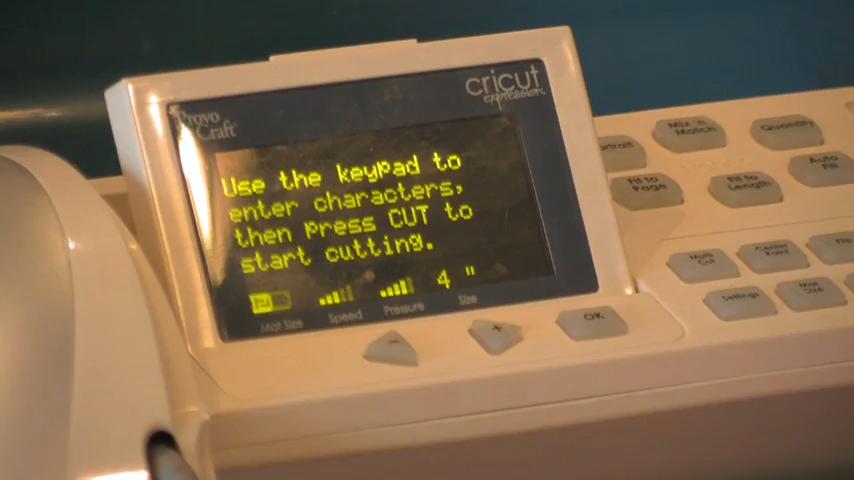 Provo
Craft
cricut
expression
Use the keypad to
enter characters,
then press CUT to
start cutting.
4 "
Mat Size
Speed
Pressure
Size
-
+
OK
Mix 'n
Match
Quantity
Fit to
Page
Fit to
Length
Auto
Fill
Multi
Cut
Center
Point
Flip
Settings
Mat
Size